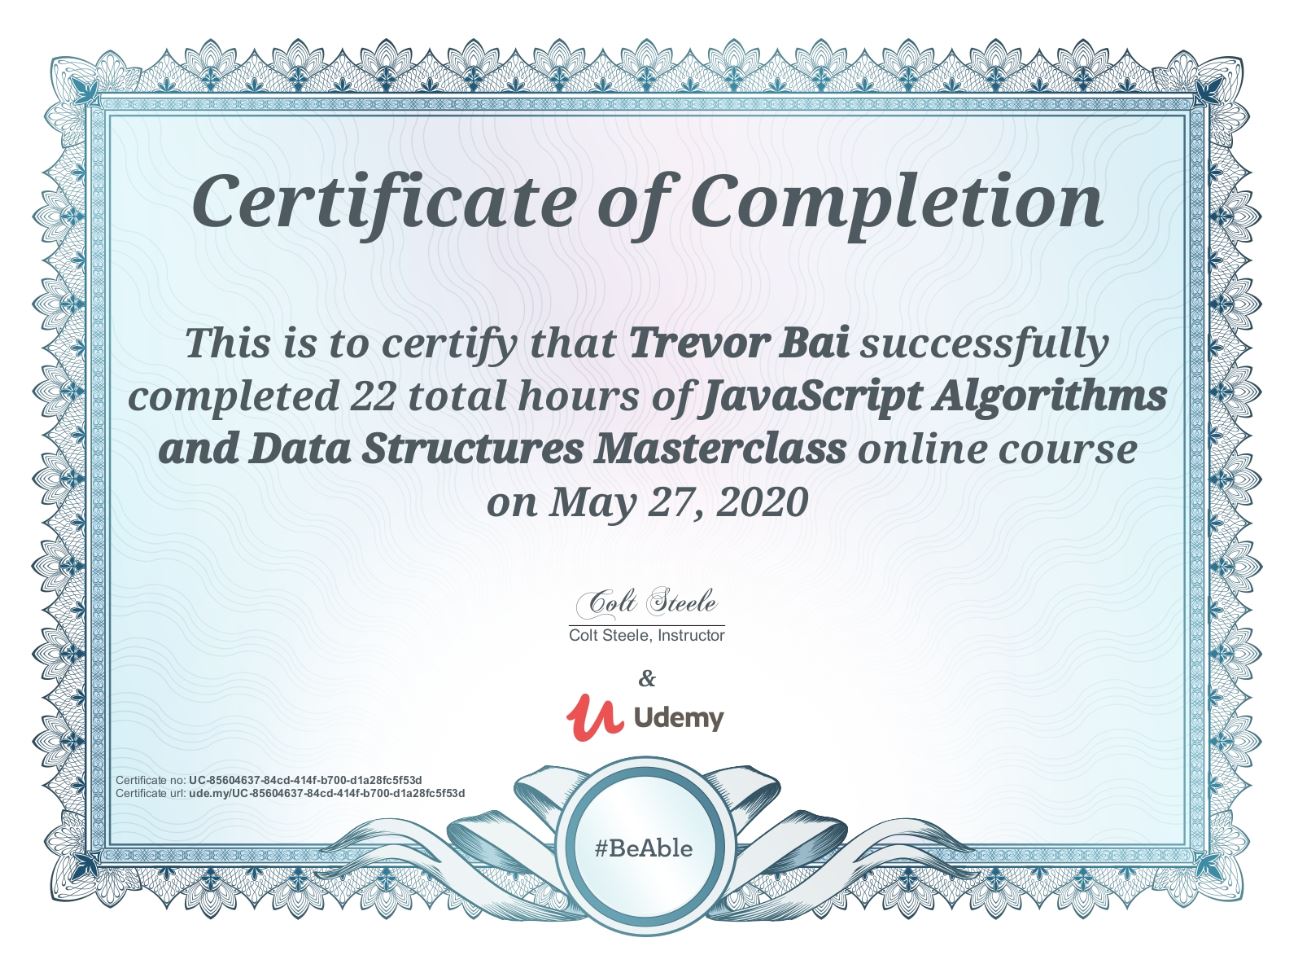 Certificate of Completion
This is to certify that Trevor Bai successfully
completed 22 total hours of JavaScript Algorithms
and Data Structures Masterclass online course
on May 27, 2020
Colt Steele
Colt Steele, Instructor
&
Udemy
Certificate no: UC-85604637-84cd-414f-b700-d1a28fc5f53d
Certificate url: ude.my/UC-85604637-84cd-414f-b700-d1a28fc5f53d
#BeAble